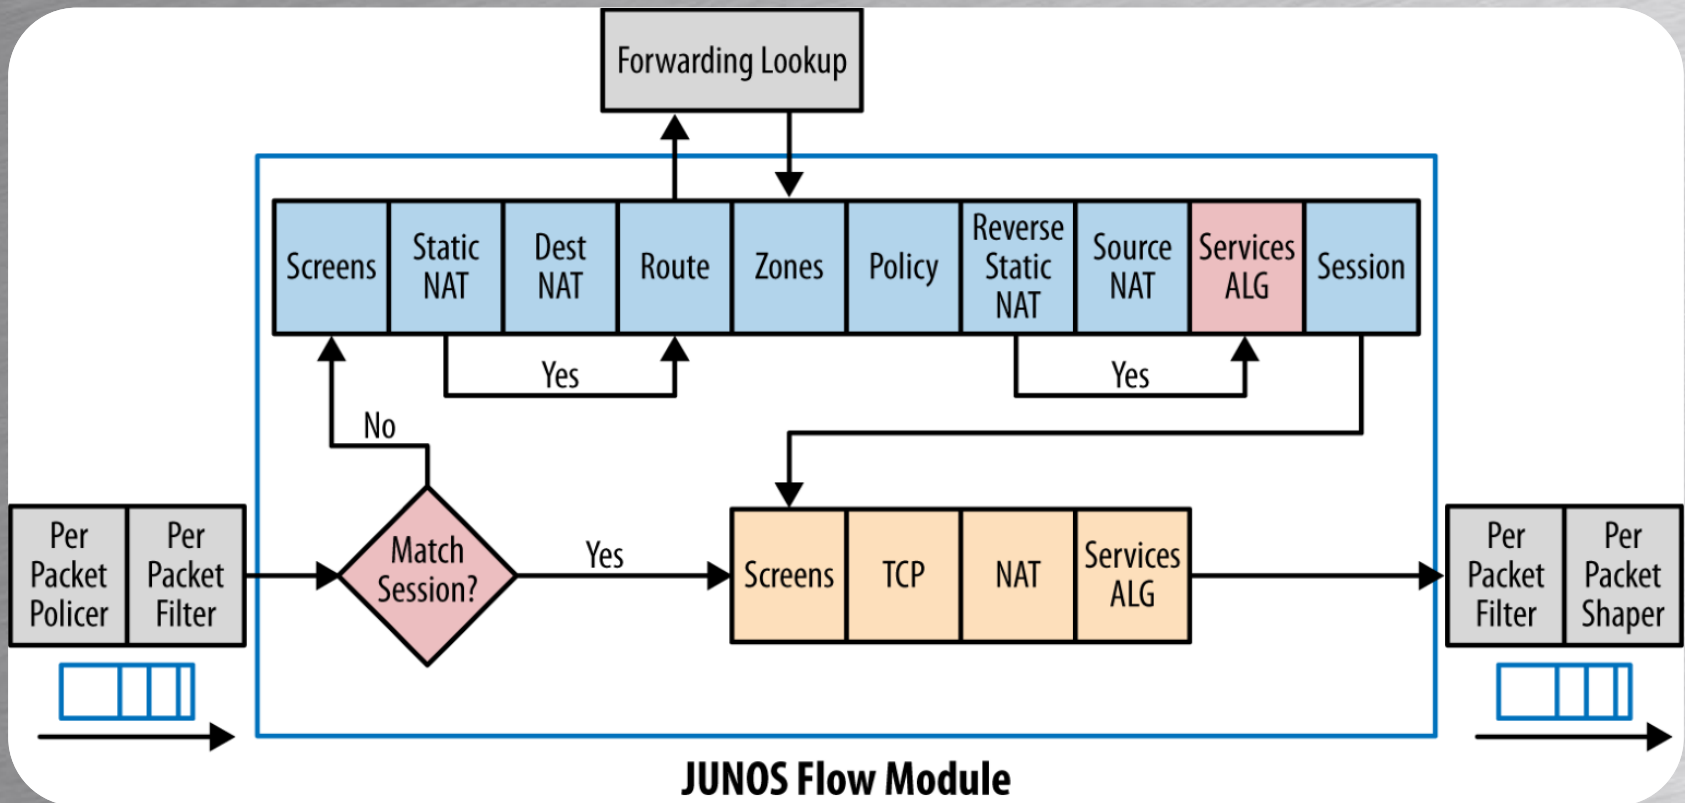 Forwarding Lookup
Screens
Static
NAT
Dest
NAT
Route
Zones
Policy
Reverse
Static
NAT
Source
NAT
Services
ALG
Session
Yes
Yes
No
Per
Packet
Policer
Per
Packet
Filter
Match
Session?
Yes
Screens
TCP
NAT
Services
ALG
Per
Packet
Filter
Per
Packet
Shaper
JUNOS Flow Module